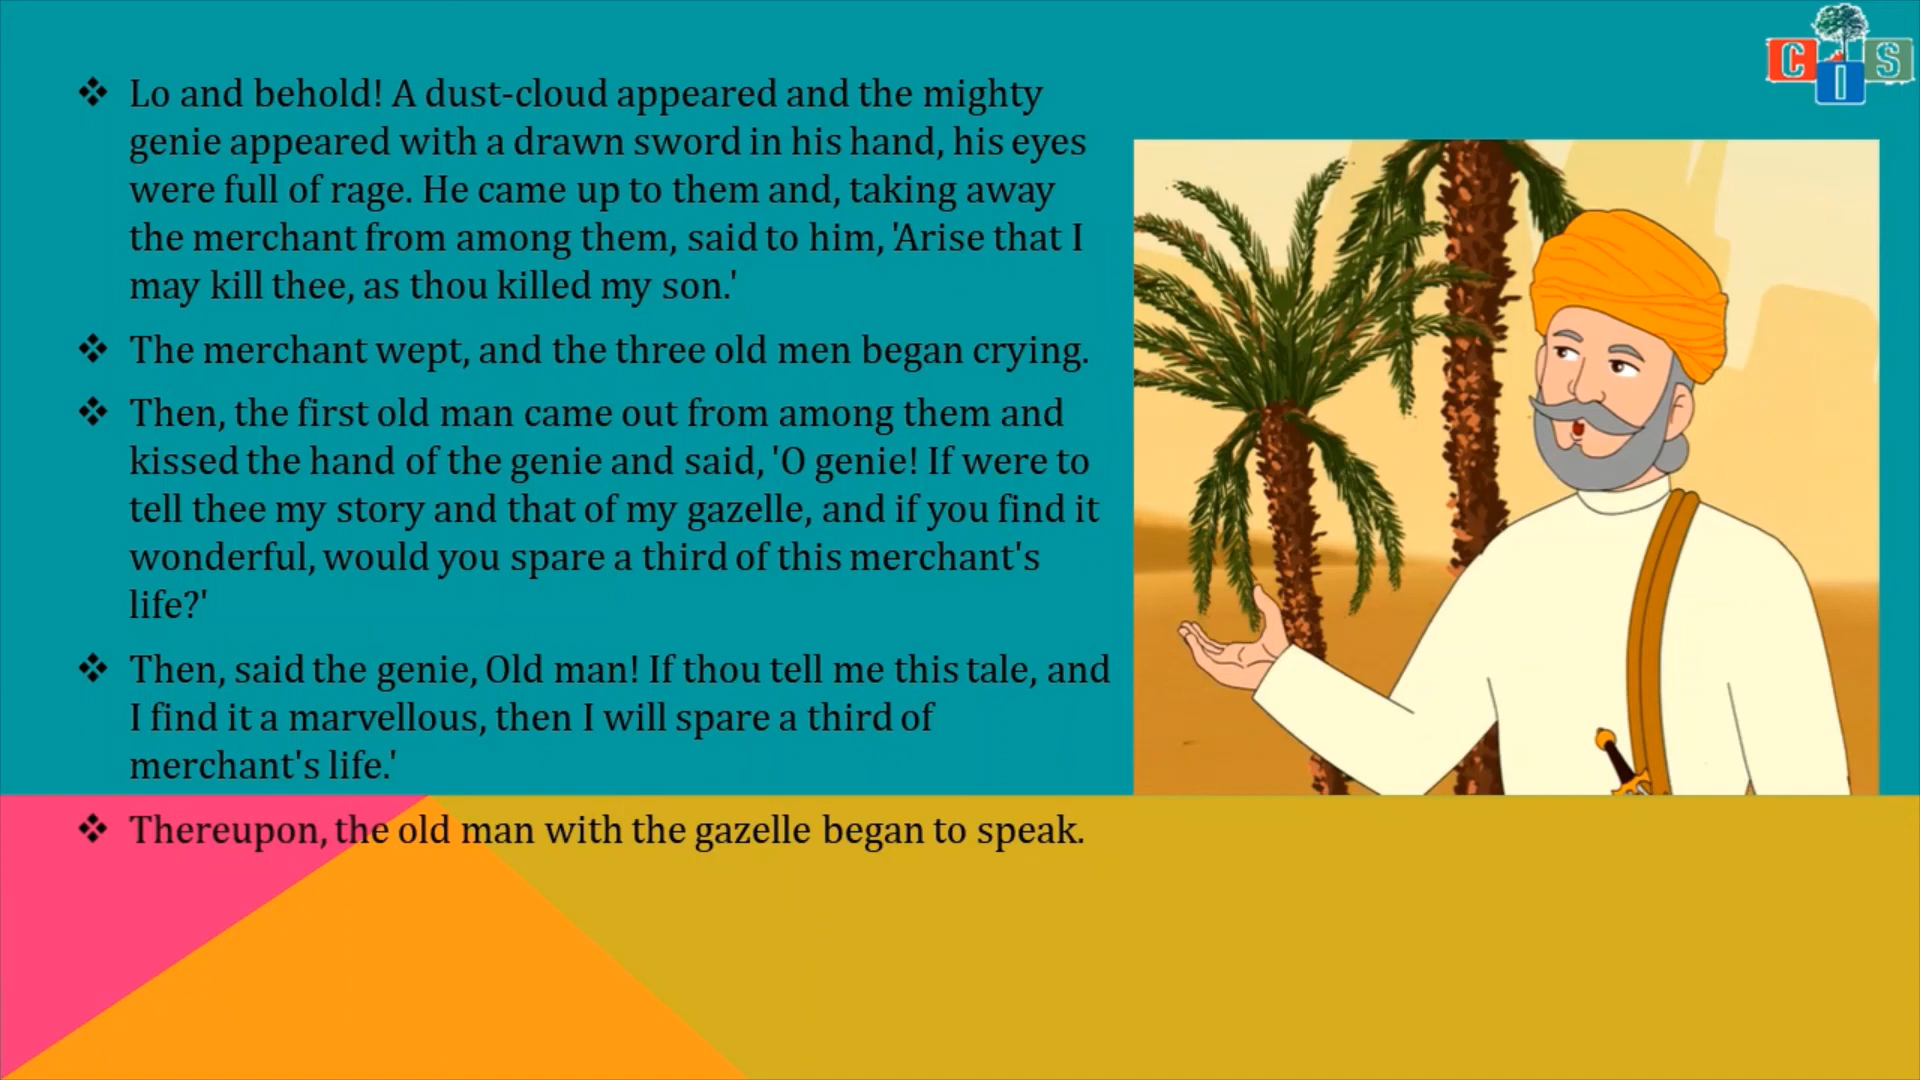 C I S
❖ Lo and behold! A dust-cloud appeared and the mighty
genie appeared with a drawn sword in his hand, his eyes
were full of rage. He came up to them and, taking away
the merchant from among them, said to him, 'Arise that I
may kill thee, as thou killed my son.'
❖ The merchant wept, and the three old men began crying.
❖ Then, the first old man came out from among them and
kissed the hand of the genie and said, 'O genie! If were to
tell thee my story and that of my gazelle, and if you find it
wonderful, would you spare a third of this merchant's
life?'
❖ Then, said the genie, Old man! If thou tell me this tale, and
I find it a marvellous, then I will spare a third of
merchant's life.'
❖ Thereupon, the old man with the gazelle began to speak.